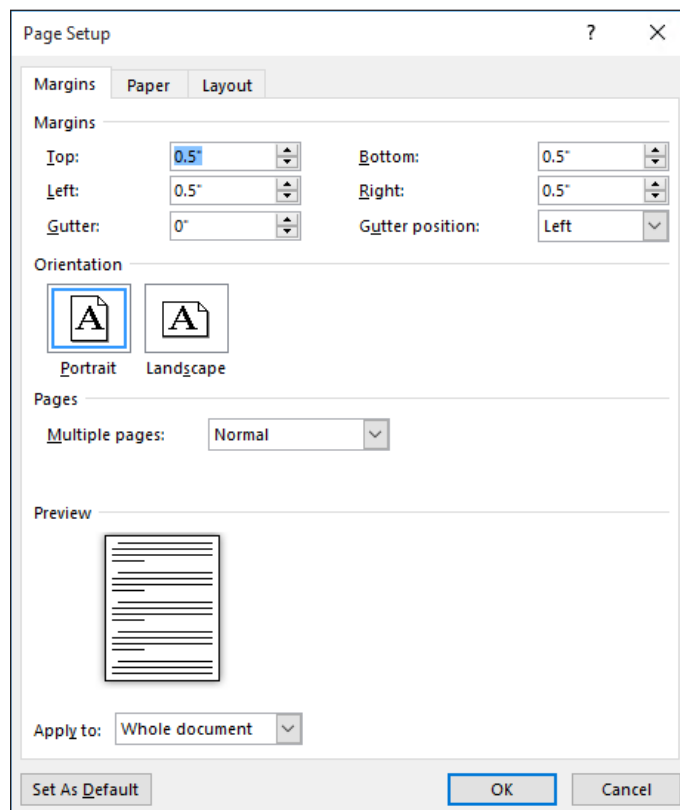 Page Setup ?
Margins Paper Layout
Margins
Top: 0.5" Bottom: 0.5"
Left: 0.5" Right: 0.5"
Gutter: 0" Gutter position: Left
Orientation
A A
Portrait Landscape
Pages
Multiple pages: Normal
Preview
Apply to: Whole document
Set As Default OK Cancel